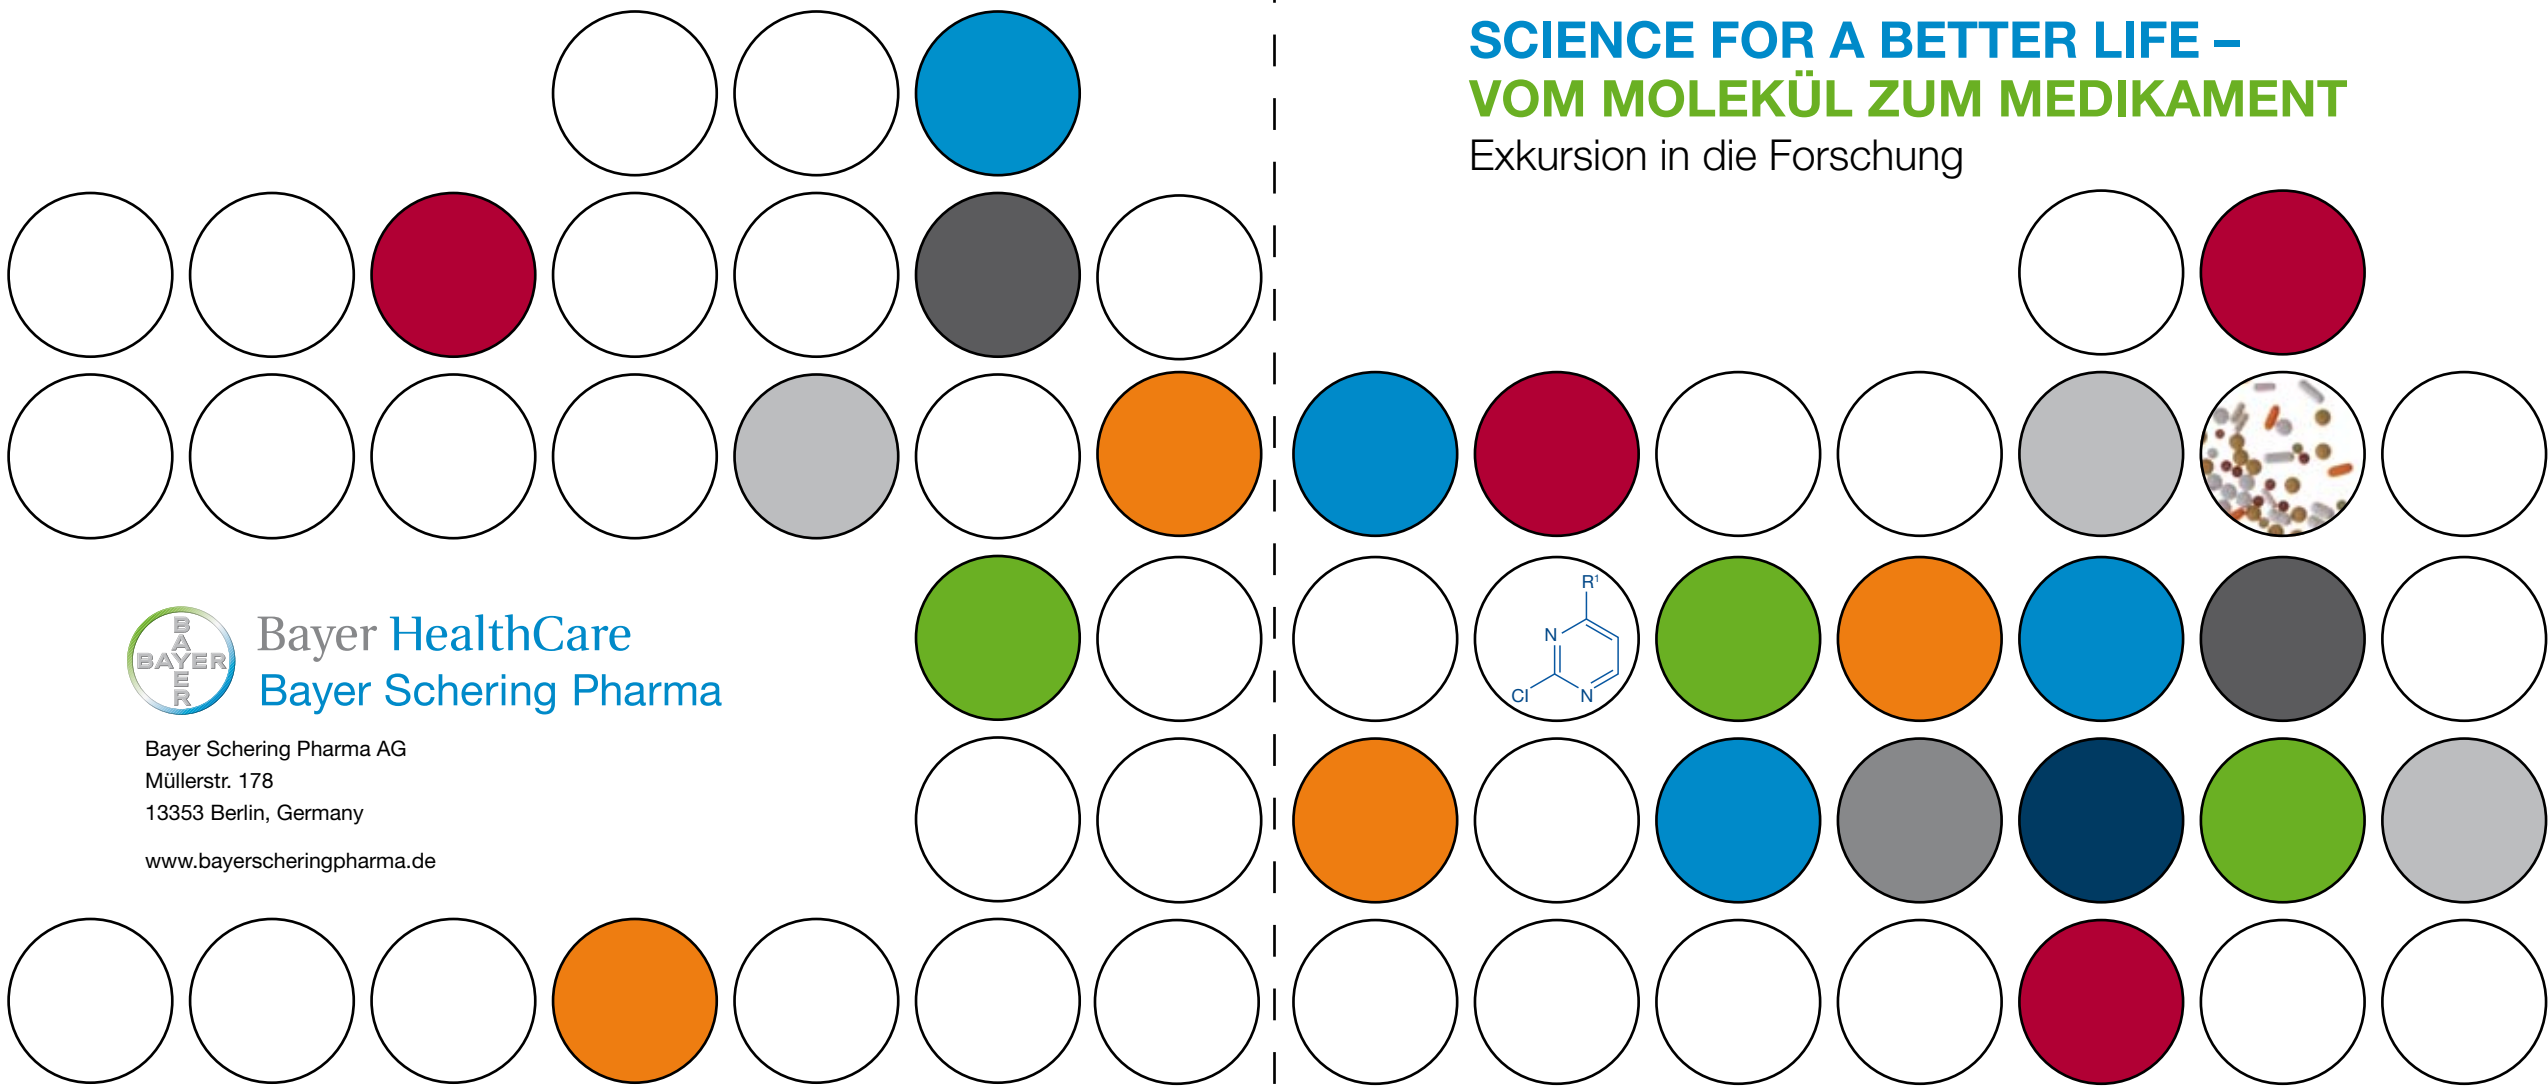 SCIENCE FOR A BETTER LIFE –
VOM MOLEKÜL ZUM MEDIKAMENT
Exkursion in die Forschung
R¹
N
Cl
N
BAYER
BAYER
Bayer HealthCare
Bayer Schering Pharma
Bayer Schering Pharma AG
Müllerstr. 178
13353 Berlin, Germany
www.bayerscheringpharma.de